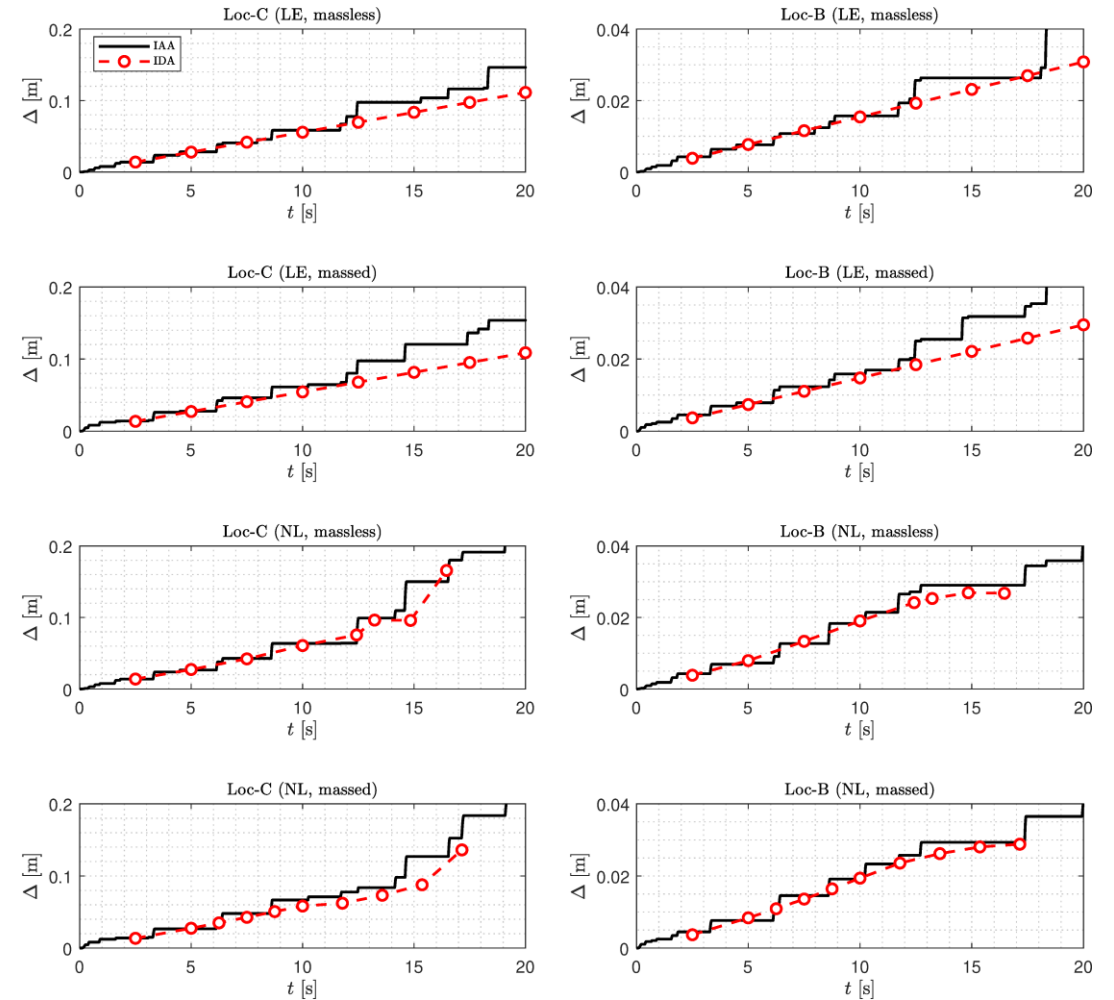 Loc-C (LE, massless)
0.2
0.1
0
Δ [m]
IAA
IDA
0 5 10 15 20
t [s]
Loc-B (LE, massless)
0.04
0.02
0
Δ [m]
0 5 10 15 20
t [s]
Loc-C (LE, massed)
0.2
0.1
0
Δ [m]
0 5 10 15 20
t [s]
Loc-B (LE, massed)
0.04
0.02
0
Δ [m]
0 5 10 15 20
t [s]
Loc-C (NL, massless)
0.2
0.1
0
Δ [m]
0 5 10 15 20
t [s]
Loc-B (NL, massless)
0.04
0.02
0
Δ [m]
0 5 10 15 20
t [s]
Loc-C (NL, massed)
0.2
0.1
0
Δ [m]
0 5 10 15 20
t [s]
Loc-B (NL, massed)
0.04
0.02
0
Δ [m]
0 5 10 15 20
t [s]